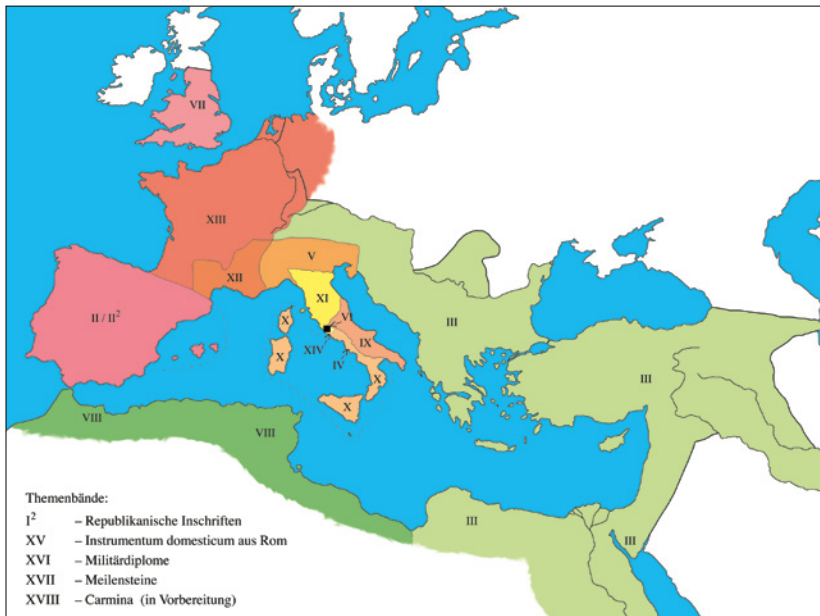 VII
XIII
XII
V
XI
II / II²
VI
X
III
III
IX
XIV
IV
X
X
X
VIII
VIII
III
III
Themenbände:
I² – Republikanische Inschriften
XV – Instrumentum domesticum aus Rom
XVI – Militärdiplome
XVII – Meilensteine
XVIII – Carmina (in Vorbereitung)